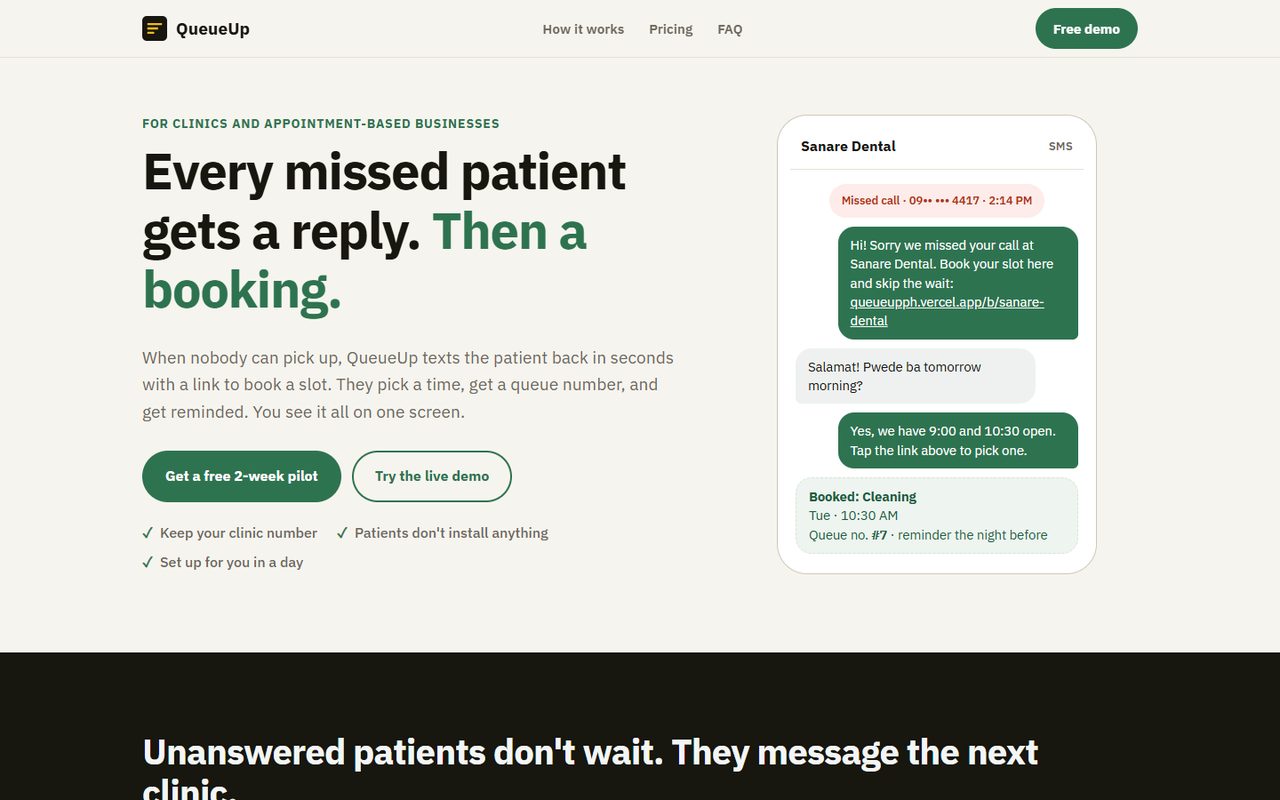 QueueUp
How it works
Pricing
FAQ
Free demo
FOR CLINICS AND APPOINTMENT-BASED BUSINESSES
Every missed patient
gets a reply. Then a
booking.
When nobody can pick up, QueueUp texts the patient back in seconds
with a link to book a slot. They pick a time, get a queue number, and
get reminded. You see it all on one screen.
Get a free 2-week pilot
Try the live demo
✓ Keep your clinic number
✓ Patients don't install anything
✓ Set up for you in a day
Sanare Dental
SMS
Missed call · 09•• ••• 4417 · 2:14 PM
Hi! Sorry we missed your call at
Sanare Dental. Book your slot here
and skip the wait:
queueupph.vercel.app/b/sanare-
dental
Salamat! Pwede ba tomorrow
morning?
Yes, we have 9:00 and 10:30 open.
Tap the link above to pick one.
Booked: Cleaning
Tue · 10:30 AM
Queue no. #7 · reminder the night before
Unanswered patients don't wait. They message the next
clinic.